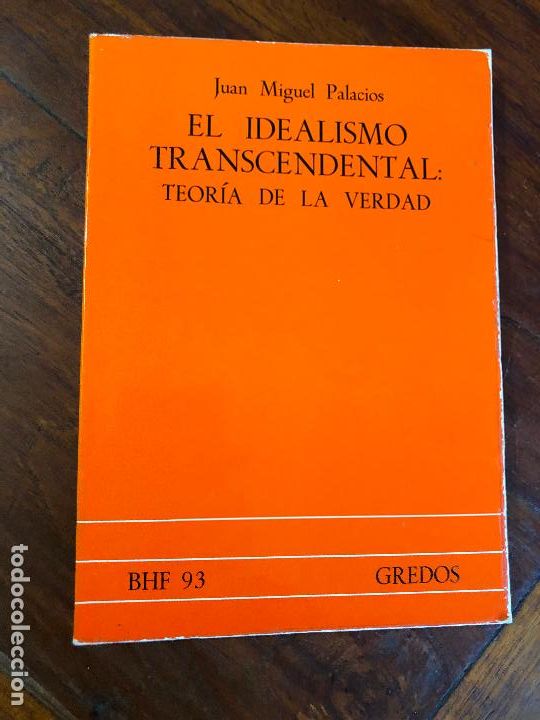 Juan Miguel Palacios
EL IDEALISMO
TRANSCENDENTAL:
TEORÍA DE LA VERDAD
BHF 93
GREDOS
todocoleccion